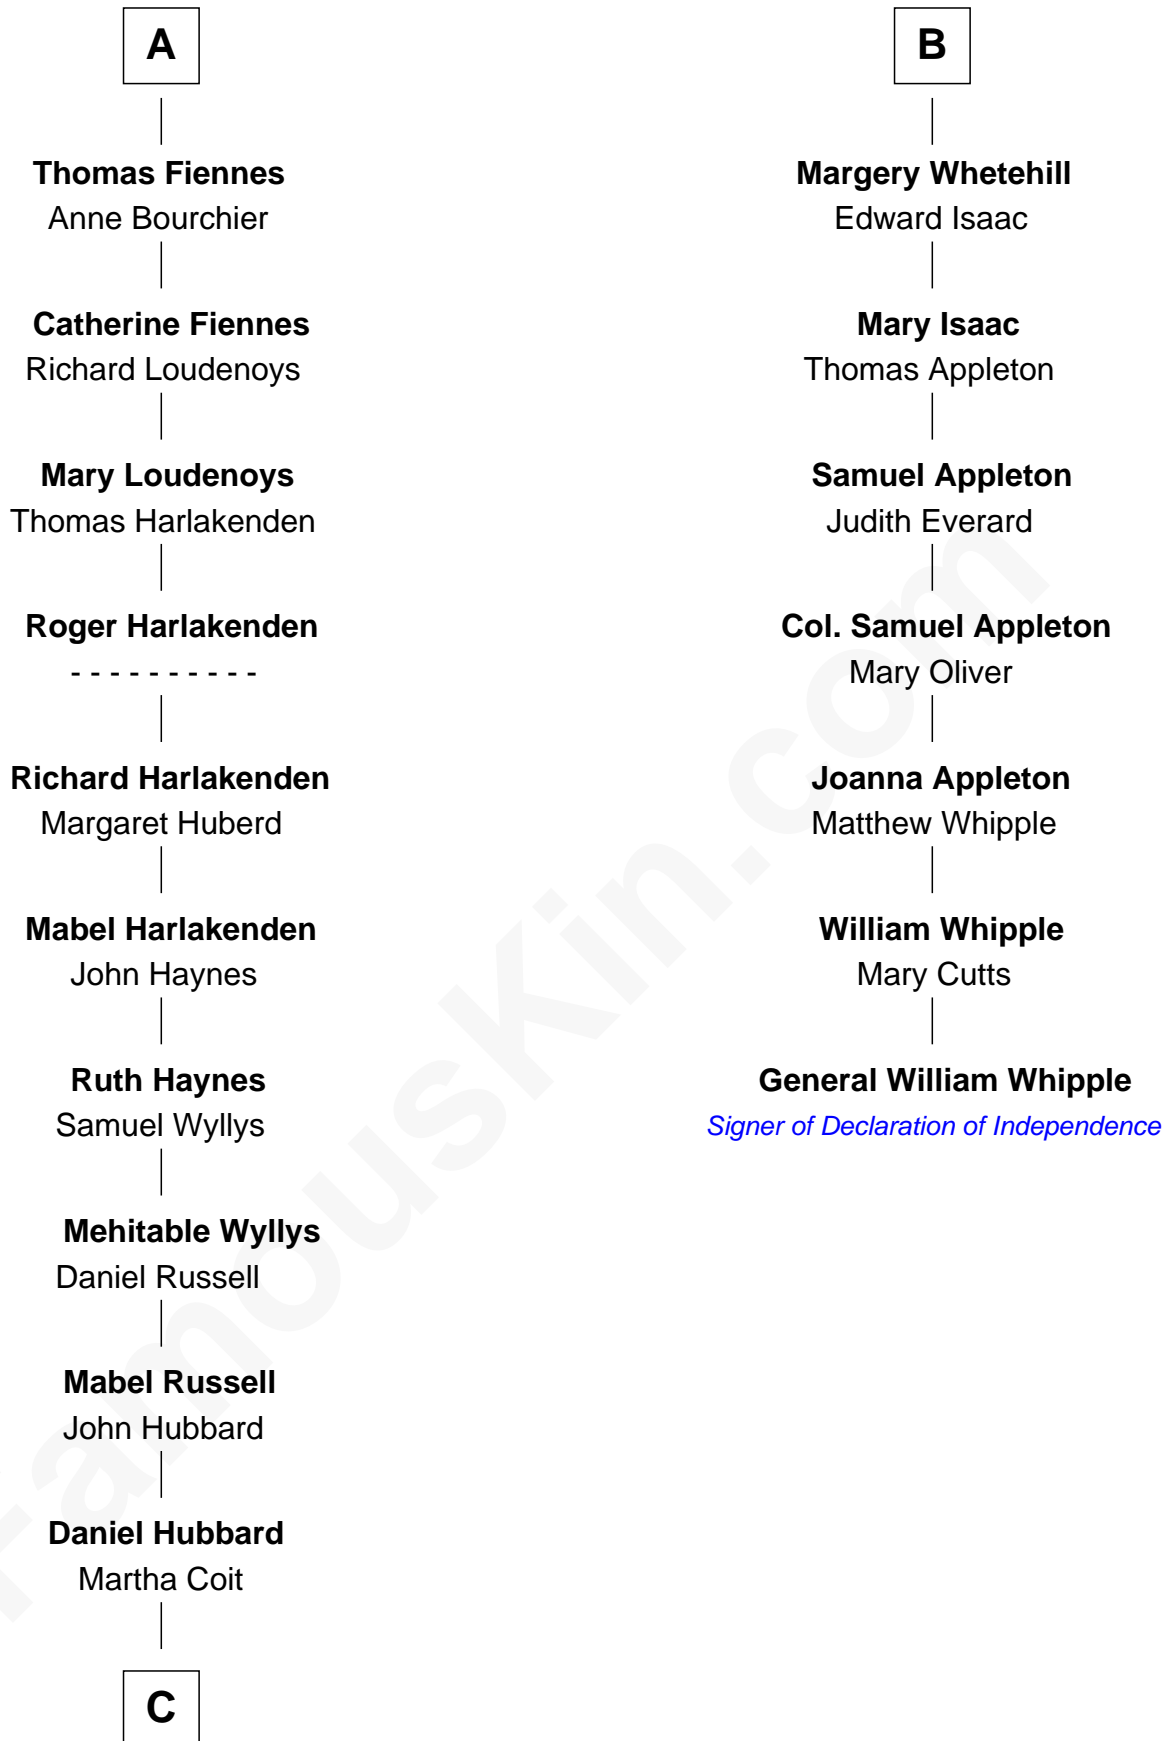 A
Thomas Fiennes
Anne Bourchier
Catherine Fiennes
Richard Loudenoys
Mary Loudenoys
Thomas Harlakenden
Roger Harlakenden
- - - - - - - - - -
Richard Harlakenden
Margaret Huberd
Mabel Harlakenden
John Haynes
Ruth Haynes
Samuel Wyllys
Mehitable Wyllys
Daniel Russell
Mabel Russell
John Hubbard
Daniel Hubbard
Martha Coit
C
B
Margery Whetehill
Edward Isaac
Mary Isaac
Thomas Appleton
Samuel Appleton
Judith Everard
Col. Samuel Appleton
Mary Oliver
Joanna Appleton
Matthew Whipple
William Whipple
Mary Cutts
General William Whipple
Signer of Declaration of Independence
FamousKin.com